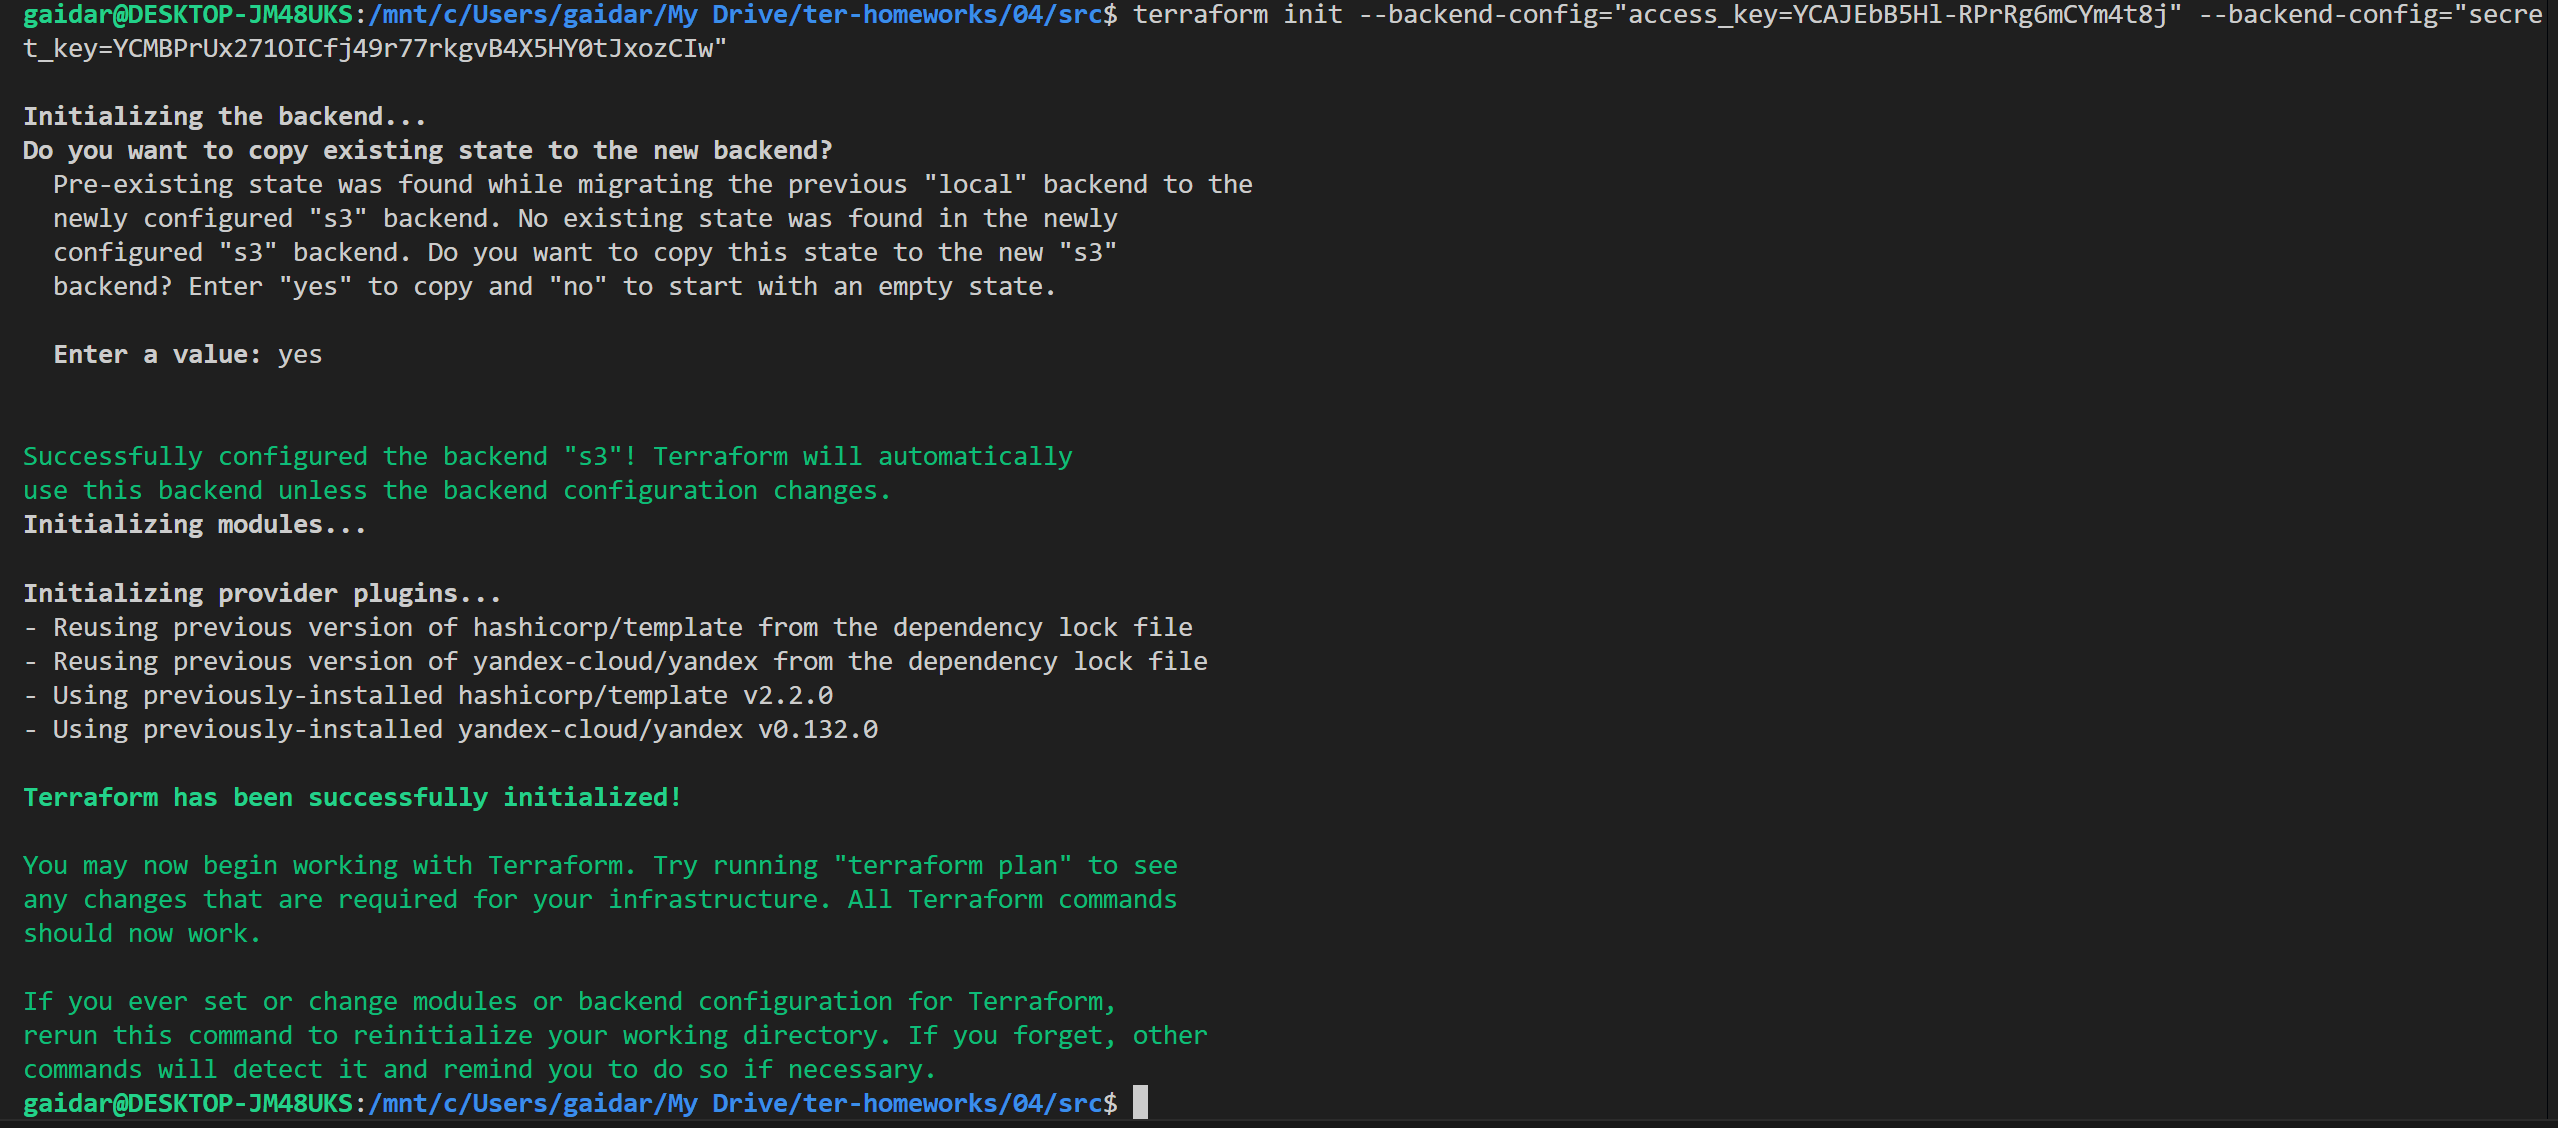 gaidar@DESKTOP-JM48UKS:/mnt/c/Users/gaidar/My Drive/ter-homeworks/04/src$ terraform init --backend-config="access_key=YCAJEbB5Hl-RPrRg6mCYm4t8j" --backend-config="secre
t_key=YCMBPrUx271OICfj49r77rkgvB4X5HY0tJxozCIw"
Initializing the backend...
Do you want to copy existing state to the new backend?
Pre-existing state was found while migrating the previous "local" backend to the
newly configured "s3" backend. No existing state was found in the newly
configured "s3" backend. Do you want to copy this state to the new "s3"
backend? Enter "yes" to copy and "no" to start with an empty state.
Enter a value: yes
Successfully configured the backend "s3"! Terraform will automatically
use this backend unless the backend configuration changes.
Initializing modules...
Initializing provider plugins...
- Reusing previous version of hashicorp/template from the dependency lock file
- Reusing previous version of yandex-cloud/yandex from the dependency lock file
- Using previously-installed hashicorp/template v2.2.0
- Using previously-installed yandex-cloud/yandex v0.132.0
Terraform has been successfully initialized!
You may now begin working with Terraform. Try running "terraform plan" to see
any changes that are required for your infrastructure. All Terraform commands
should now work.
If you ever set or change modules or backend configuration for Terraform,
rerun this command to reinitialize your working directory. If you forget, other
commands will detect it and remind you to do so if necessary.
gaidar@DESKTOP-JM48UKS:/mnt/c/Users/gaidar/My Drive/ter-homeworks/04/src$